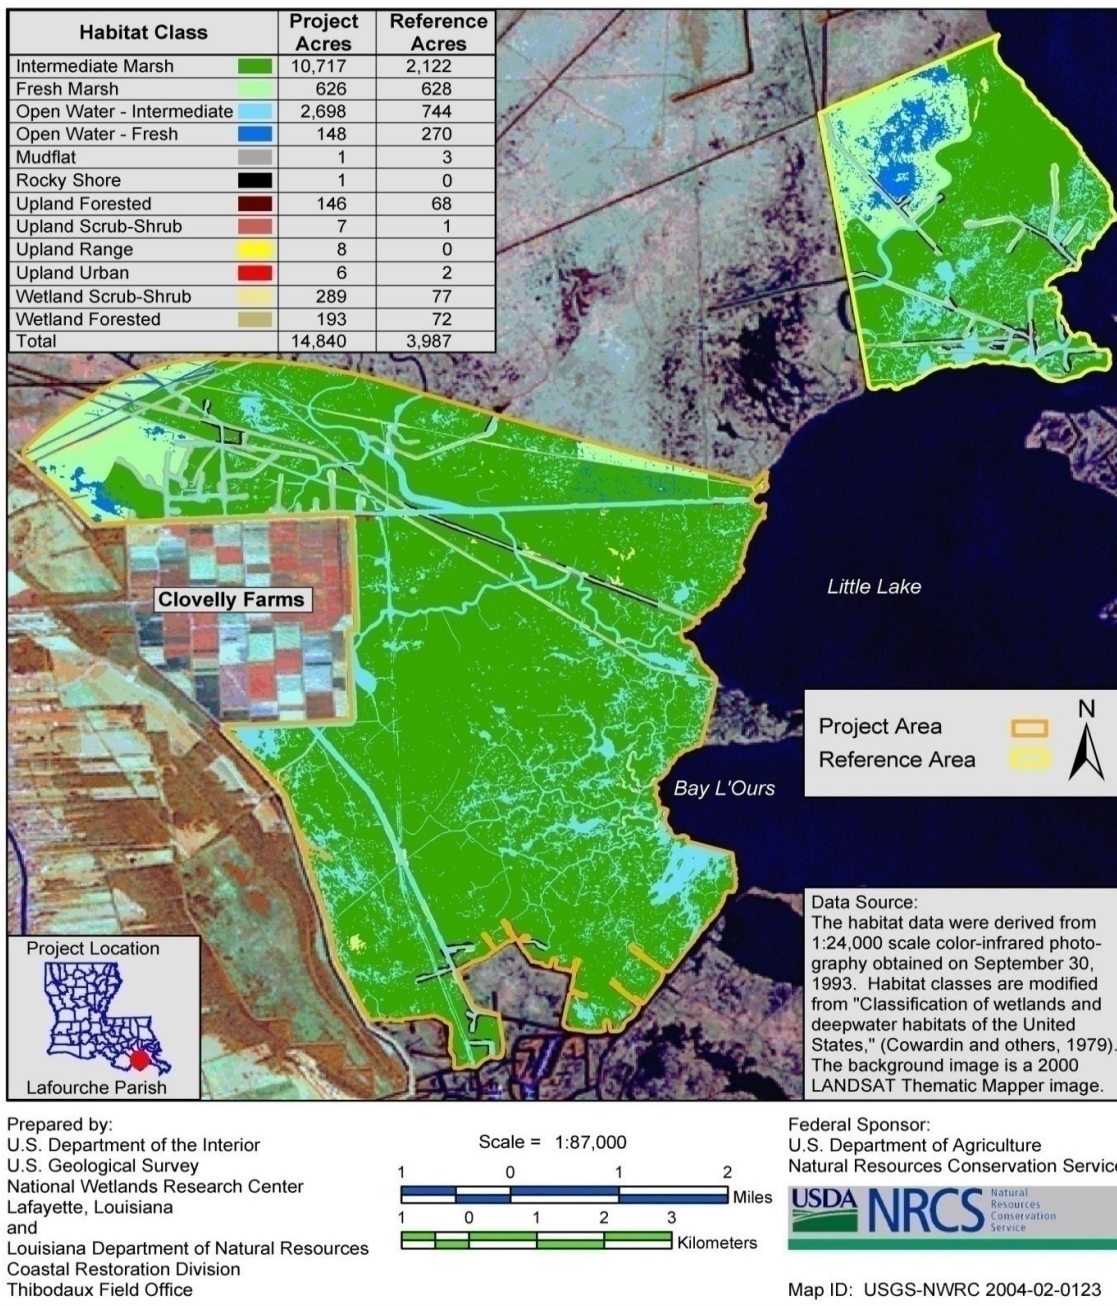 Habitat Class Project Acres Reference Acres
Intermediate Marsh 10,717 2,122
Fresh Marsh 626 628
Open Water - Intermediate 2,698 744
Open Water - Fresh 148 270
Mudflat 1 3
Rocky Shore 1 0
Upland Forested 146 68
Upland Scrub-Shrub 7 1
Upland Range 8 0
Upland Urban 6 2
Wetland Scrub-Shrub 289 77
Wetland Forested 193 72
Total 14,840 3,987
Clovelly Farms
Little Lake
Bay L'Ours
Project Area
Reference Area
N
Data Source:
The habitat data were derived from
1:24,000 scale color-infrared photo-
graphy obtained on September 30,
1993. Habitat classes are modified
from "Classification of wetlands and
deepwater habitats of the United
States," (Cowardin and others, 1979).
The background image is a 2000
LANDSAT Thematic Mapper image.
Project Location
Lafourche Parish
Prepared by:
U.S. Department of the Interior
U.S. Geological Survey
National Wetlands Research Center
Lafayette, Louisiana
and
Louisiana Department of Natural Resources
Coastal Restoration Division
Thibodaux Field Office
Scale = 1:87,000
1 0 1 2
Miles
1 0 1 2 3
Kilometers
Federal Sponsor:
U.S. Department of Agriculture
Natural Resources Conservation Service
USDA NRCS
Natural
Resources
Conservation
Service
Map ID: USGS-NWRC 2004-02-0123